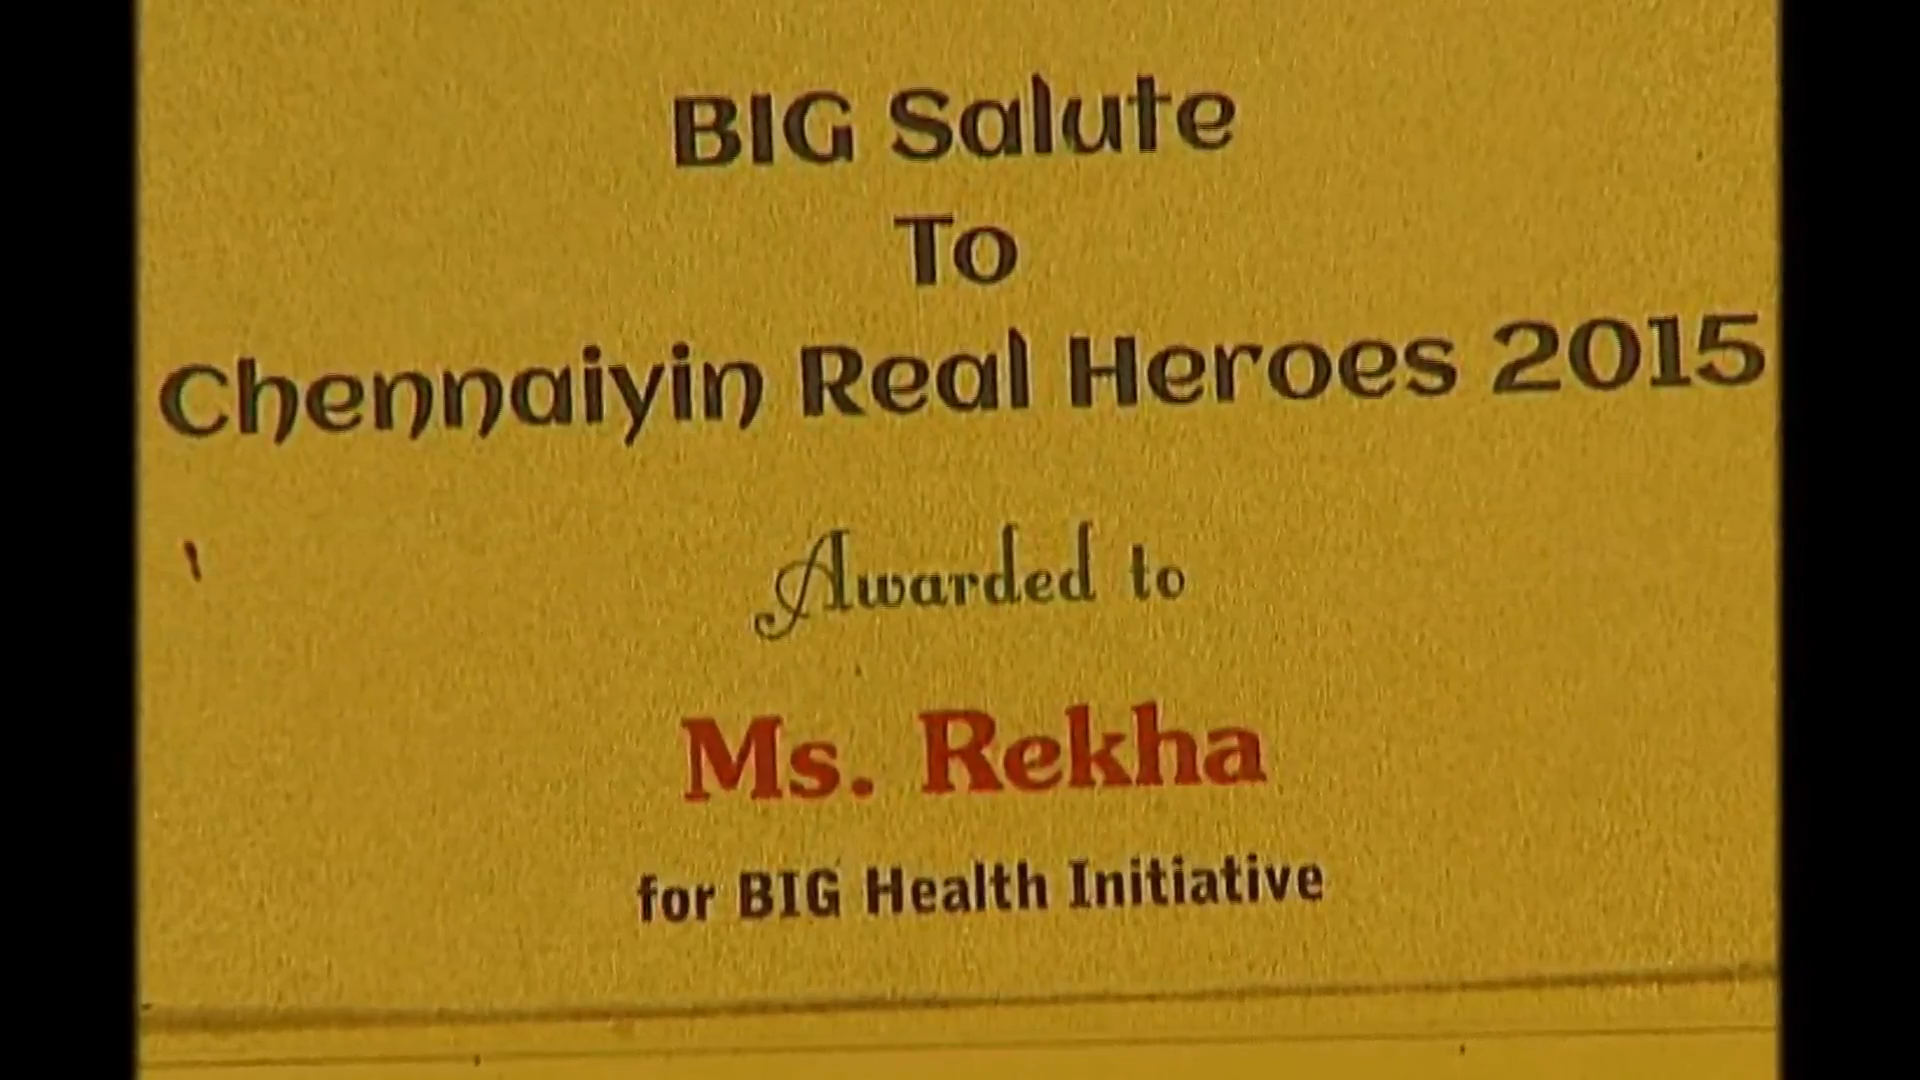 BIG Salute
To
Chennaiyin Real Heroes 2015
Awarded to
Ms. Rekha
for BIG Health Initiative